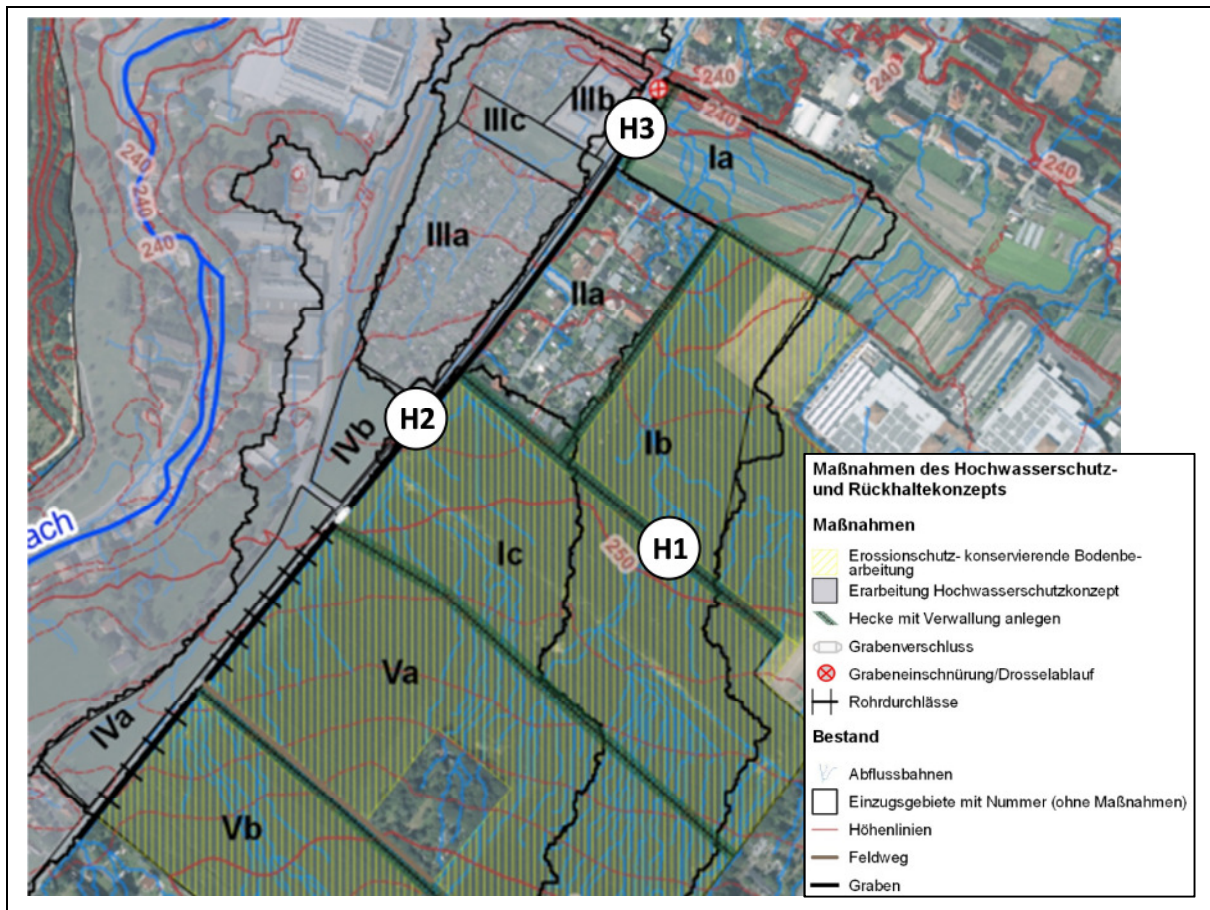 240
240
IIIb
H3
IIIc
Ia
240
240
240
240
240
IIIa
IIa
H2
IVb
Ib
ach
Ic
250
H1
Va
IVa
Vb
Maßnahmen des Hochwasserschutz-
und Rückhaltekonzepts
Maßnahmen
Erossionschutz- konservierende Bodenbe-
arbeitung
Erarbeitung Hochwasserschutzkonzept
Hecke mit Verwallung anlegen
Grabenverschluss
Grabeneinschnürung/Drosselablauf
Rohrdurchlässe
Bestand
Abflussbahnen
Einzugsgebiete mit Nummer (ohne Maßnahmen)
Höhenlinien
Feldweg
Graben